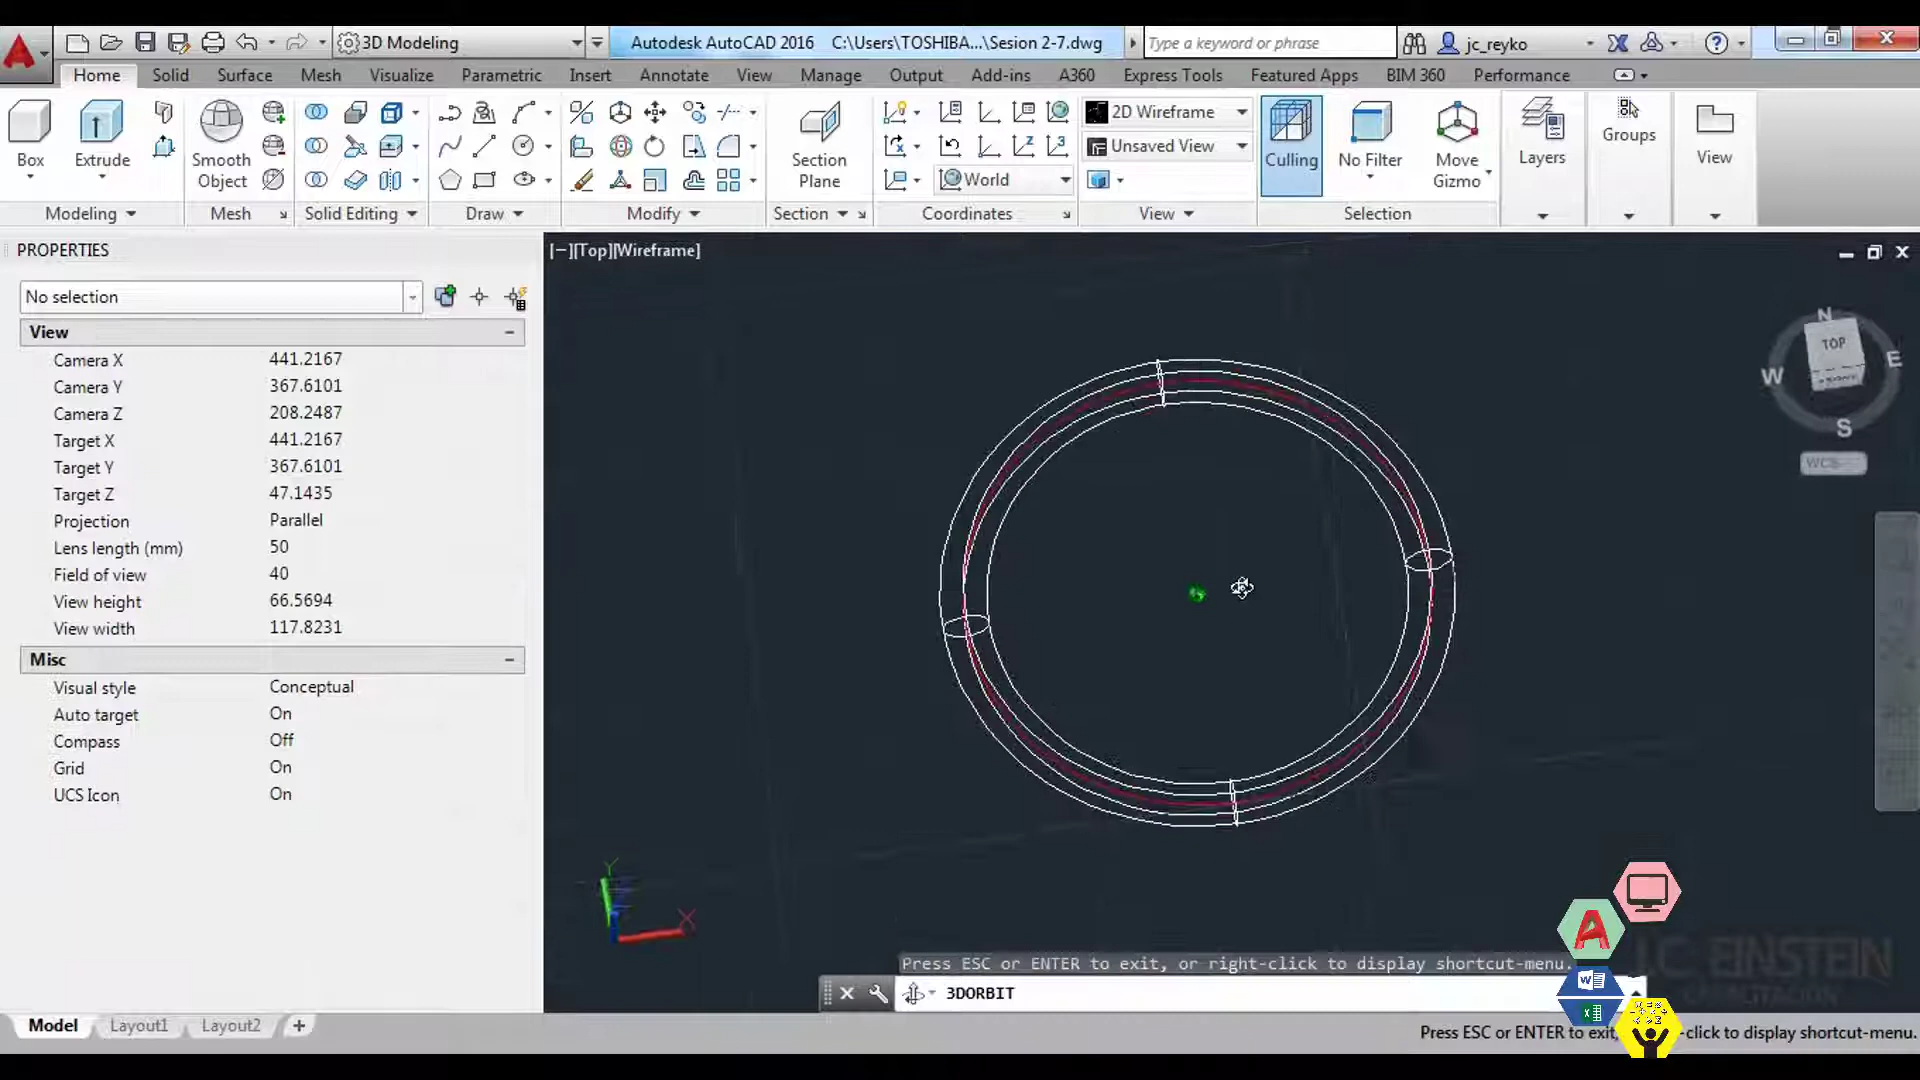 3D Modeling
Autodesk AutoCAD 2016 C:\Users\TOSHIBA...\Sesion 2-7.dwg
Type a keyword or phrase
jc_reyko
Home Solid Surface Mesh Visualize Parametric Insert Annotate View Manage Output Add-ins A360 Express Tools Featured Apps BIM 360 Performance
Box
Extrude
Smooth Object
Section Plane
World
2D Wireframe
Unsaved View
Culling
No Filter
Move Gizmo
Layers
Groups
View
Modeling
Mesh
Solid Editing
Draw
Modify
Section
Coordinates
View
Selection
PROPERTIES
No selection
View
Camera X 441.2167
Camera Y 367.6101
Camera Z 208.2487
Target X 441.2167
Target Y 367.6101
Target Z 47.1435
Projection Parallel
Lens length (mm) 50
Field of view 40
View height 66.5694
View width 117.8231
Misc
Visual style Conceptual
Auto target On
Compass Off
Grid On
UCS Icon On
[−][Top][Wireframe]
N
W
E
S
TOP
WCS
Y
X
Press ESC or ENTER to exit, or right-click to display shortcut-menu.
3DORBIT
J.C. EINSTEIN
CAPACITACION
Model Layout1 Layout2 +
Press ESC or ENTER to exit, -click to display shortcut-menu.